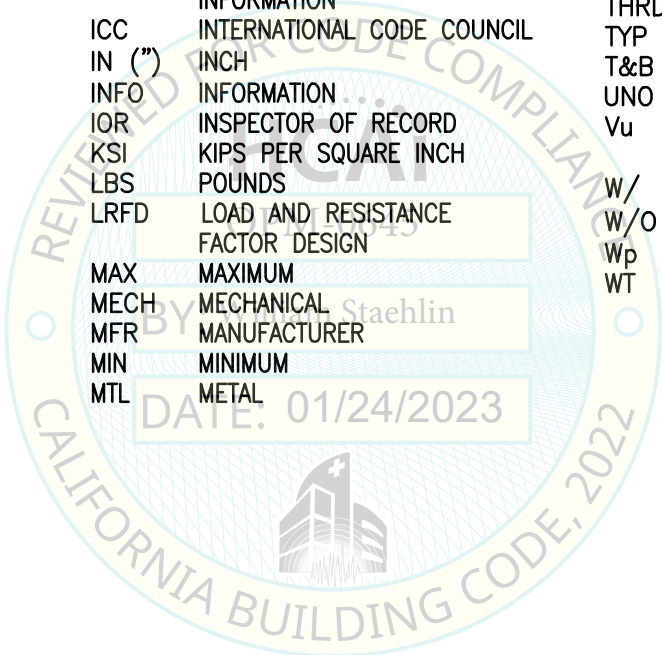 INFORMATION
ICC INTERNATIONAL CODE COUNCIL
IN (") INCH
INFO INFORMATION
IOR INSPECTOR OF RECORD
KSI KIPS PER SQUARE INCH
LBS POUNDS
LRFD LOAD AND RESISTANCE
FACTOR DESIGN
MAX MAXIMUM
MECH MECHANICAL
MFR MANUFACTURER
MIN MINIMUM
MTL METAL
THRD
TYP
T&B
UNO
Vu
W/
W/O
Wp
WT
REVIEWED FOR CODE COMPLIANCE
HCAi
OPM-0645
BY: William Staehlin
DATE: 01/24/2023
CALIFORNIA BUILDING CODE, 2022